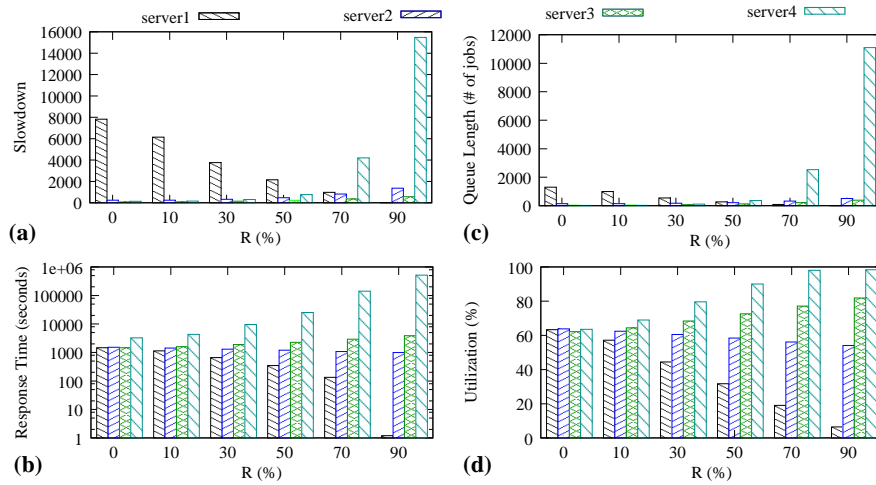 server1 server2 server3 server4
Slowdown
16000
14000
12000
10000
8000
6000
4000
2000
0
0 10 30 50 70 90
R (%)
(a)
Queue Length (# of jobs)
12000
10000
8000
6000
4000
2000
0
0 10 30 50 70 90
R (%)
(c)
Response Time (seconds)
1e+06
100000
10000
1000
100
10
1
0 10 30 50 70 90
R (%)
(b)
Utilization (%)
100
80
60
40
20
0
0 10 30 50 70 90
R (%)
(d)